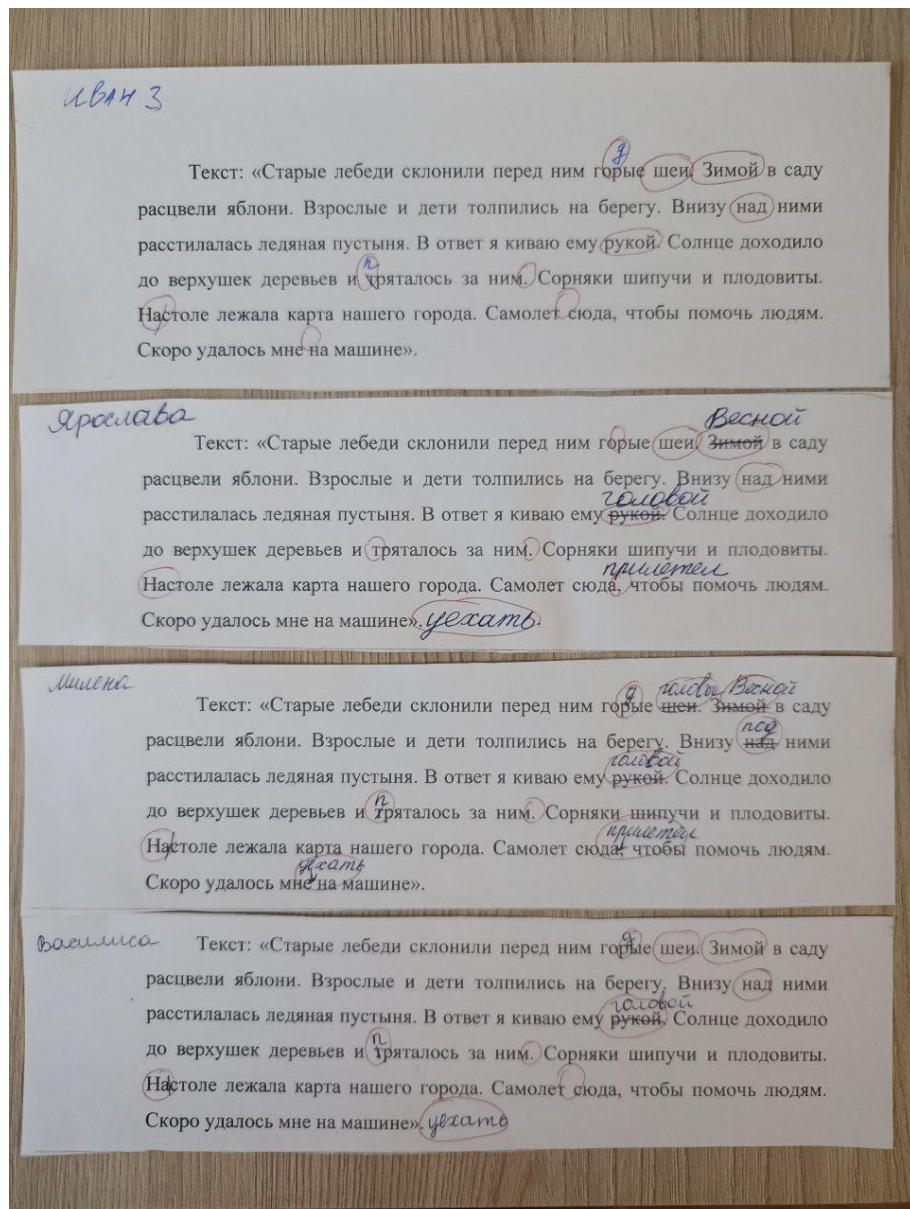 Иван З
д
Текст: «Старые лебеди склонили перед ним горые шеи. Зимой в саду
расцвели яблони. Взрослые и дети толпились на берегу. Внизу над ними
расстилалась ледяная пустыня. В ответ я киваю ему рукой. Солнце доходило
п
до верхушек деревьев и тряталось за ним. Сорняки шипучи и плодовиты.
Настоле лежала карта нашего города. Самолет сюда, чтобы помочь людям.
Скоро удалось мне на машине».
Ярослава
Весной
Текст: «Старые лебеди склонили перед ним горые шеи. Зимой в саду
расцвели яблони. Взрослые и дети толпились на берегу. Внизу над ними
головой
расстилалась ледяная пустыня. В ответ я киваю ему рукой. Солнце доходило
до верхушек деревьев и тряталось за ним. Сорняки шипучи и плодовиты.
прилетел
Настоле лежала карта нашего города. Самолет сюда, чтобы помочь людям.
Скоро удалось мне на машине». уехать.
Милена
д головы Весной
Текст: «Старые лебеди склонили перед ним горые шеи. Зимой в саду
под
расцвели яблони. Взрослые и дети толпились на берегу. Внизу над ними
головой
расстилалась ледяная пустыня. В ответ я киваю ему рукой. Солнце доходило
п
до верхушек деревьев и тряталось за ним. Сорняки шипучи и плодовиты.
прилетел
Настоле лежала карта нашего города. Самолет сюда, чтобы помочь людям.
уехать
Скоро удалось мне на машине».
Василиса
д
Текст: «Старые лебеди склонили перед ним горые шеи. Зимой в саду
расцвели яблони. Взрослые и дети толпились на берегу. Внизу над ними
головой
расстилалась ледяная пустыня. В ответ я киваю ему рукой. Солнце доходило
п
до верхушек деревьев и тряталось за ним. Сорняки шипучи и плодовиты.
Настоле лежала карта нашего города. Самолет сюда, чтобы помочь людям.
Скоро удалось мне на машине». уехать